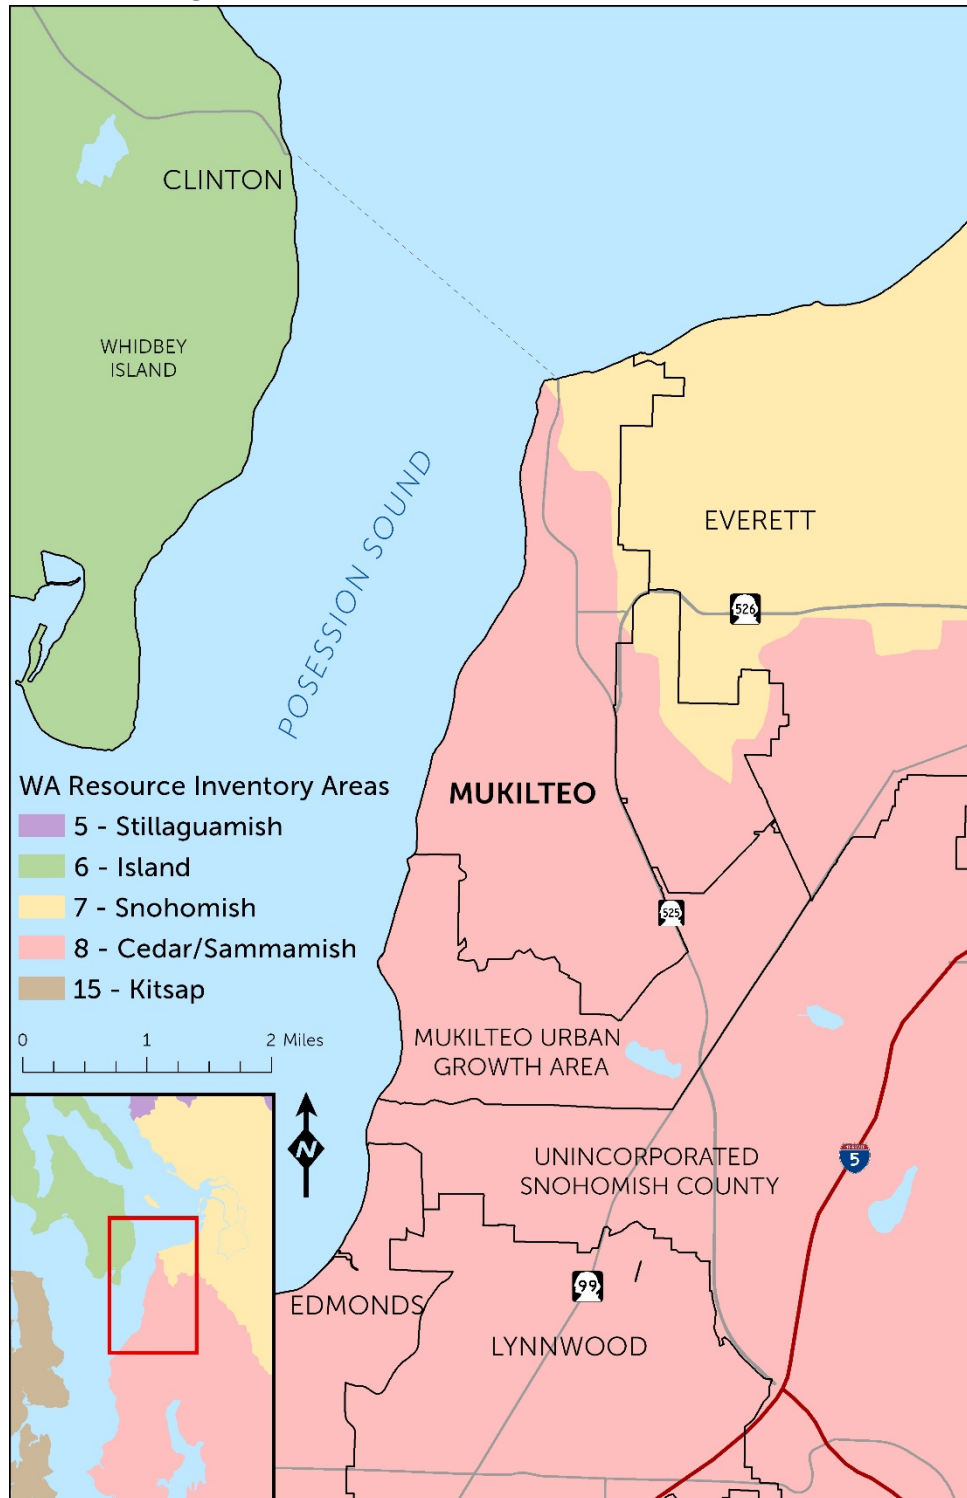 CLINTON
WHIDBEY
ISLAND
EVERETT
526
POSESSION SOUND
WA Resource Inventory Areas
5 - Stillaguamish
6 - Island
7 - Snohomish
8 - Cedar/Sammamish
15 - Kitsap
0 1 2 Miles
MUKILTEO
525
MUKILTEO URBAN
GROWTH AREA
N
UNINCORPORATED
SNOHOMISH COUNTY
5
99
EDMONDS
LYNNWOOD